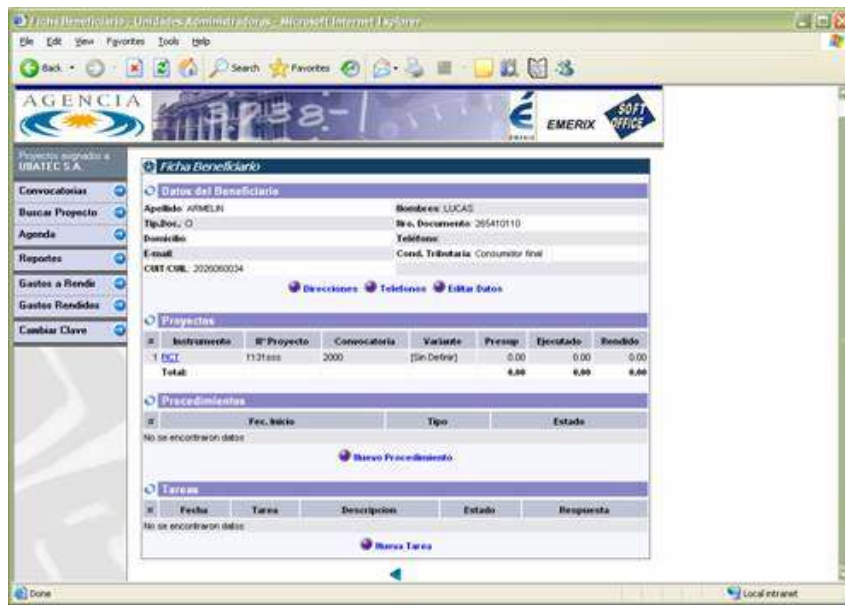 Ficha Beneficiario - Unidades Administradoras - Microsoft Internet Explorer
File Edit View Favorites Tools Help
Back Search Favorites
AGENCIA
EMERIX SOFT OFFICE
Proyectos asignados a
UBATEC S.A.
Convocatorias
Buscar Proyecto
Agenda
Reportes
Gastos a Rendir
Gastos Rendidos
Cambiar Clave
Ficha Beneficiario
Datos del Beneficiario
Apellido: ARMELIN Nombres: LUCAS
Tip.Doc.: CI Nro. Documento: 265410110
Domicilio: Teléfono:
E-mail: Cond. Tributaria: Consumidor final
CUIT/CUIL: 2026060034
Direcciones Telefonos Editar Datos
Proyectos
# Instrumento Nº Proyecto Convocatoria Variante Presup Ejecutado Rendido
1 2000 [Sin Definir] 0.00 0.00 0.00
Total: 0.00 0.00 0.00
Procedimientos
# Fec. Inicio Tipo Estado
No se encontraron datos
Nuevo Procedimiento
Tareas
# Fecha Tarea Descripcion Estado Respuesta
No se encontraron datos
Nueva Tarea
Done Local intranet